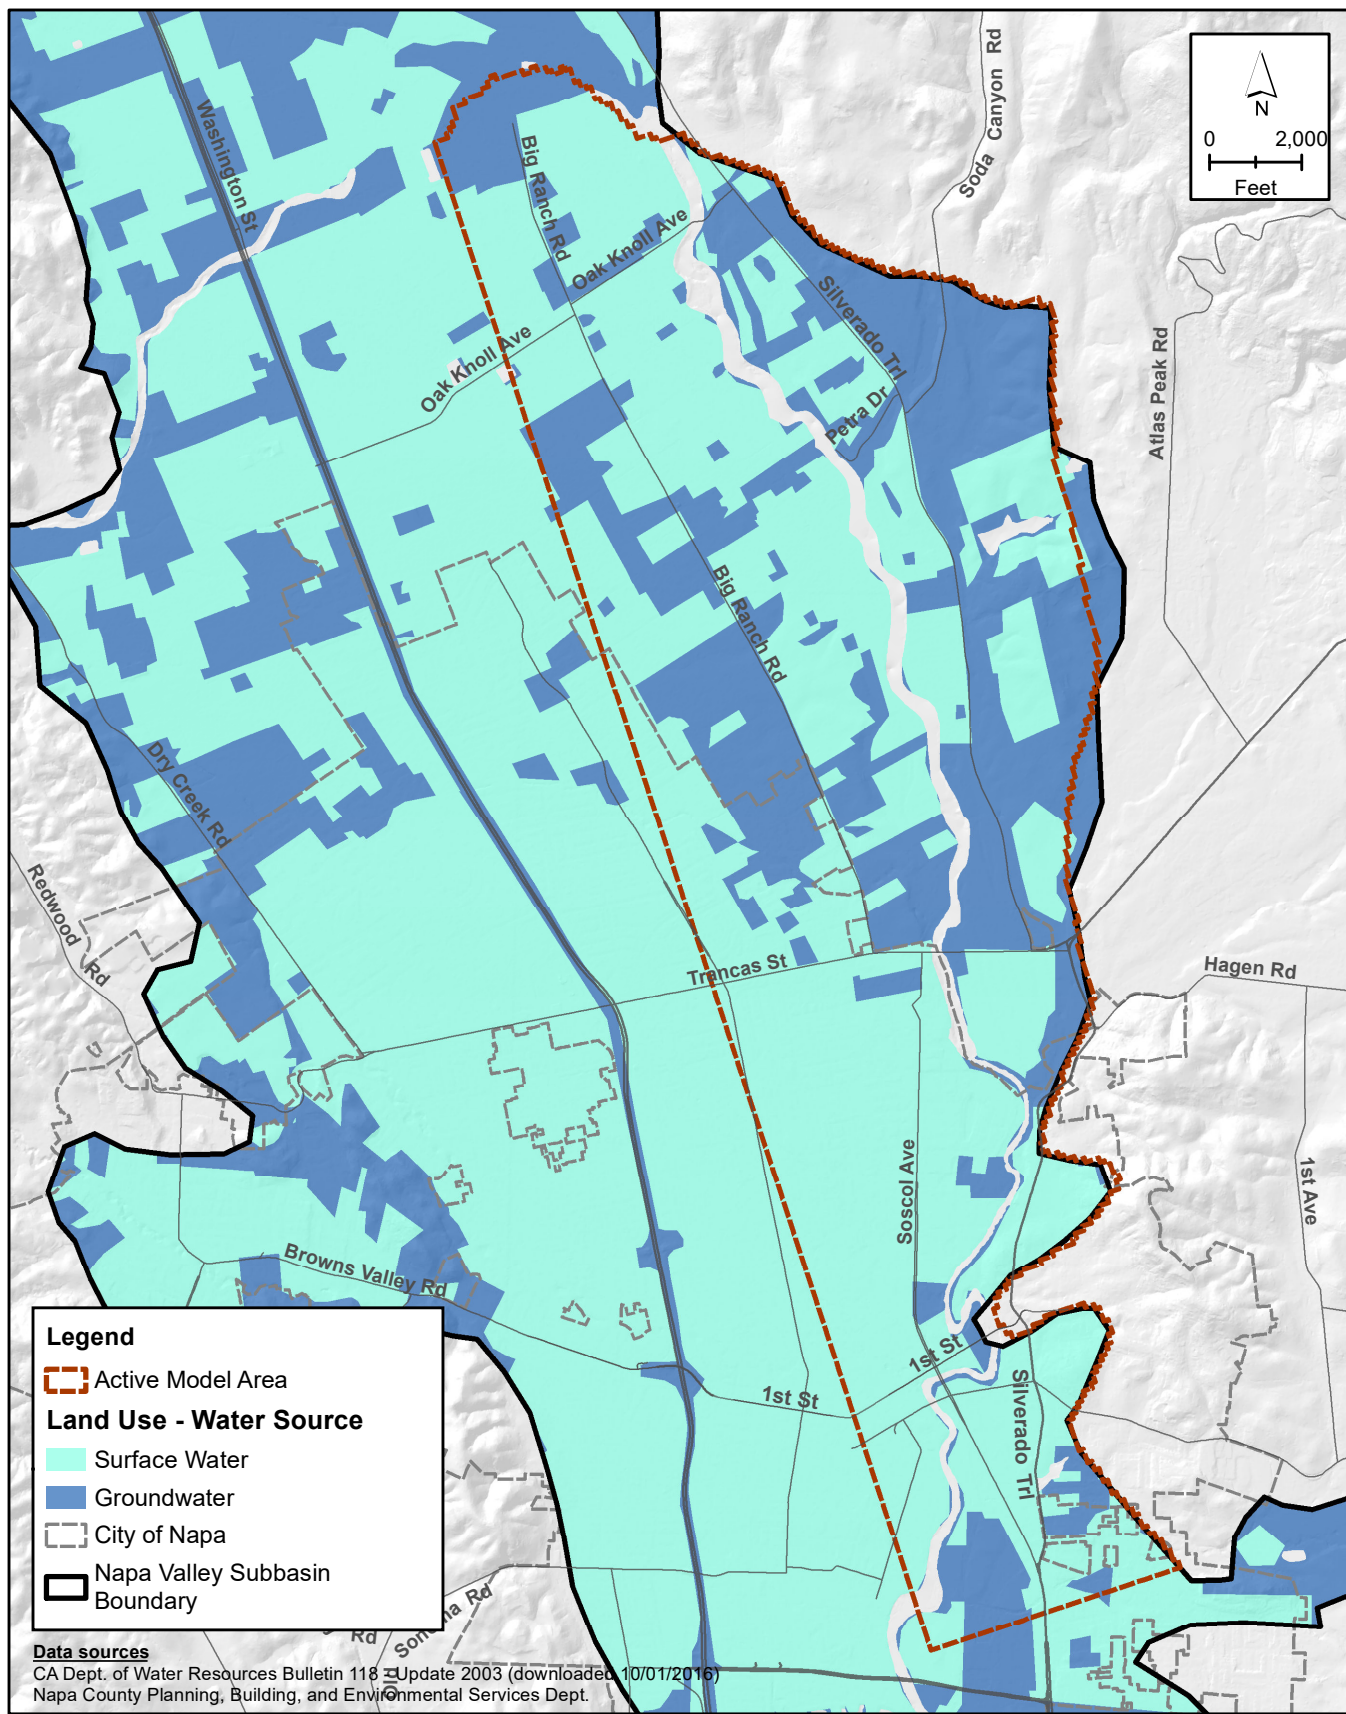 Soda Canyon Rd
N
0 2,000
Feet
Washington St
Big Ranch Rd
Oak Knoll Ave
Silverado Trl
Oak Knoll Ave
Petra Dr
Atlas Peak Rd
Big Ranch Rd
Dry Creek Rd
Redwood Rd
Trancas St
Hagen Rd
Soscol Ave
1st Ave
Browns Valley Rd
1st St
1st St
Silverado Trl
Legend
Active Model Area
Land Use - Water Source
Surface Water
Groundwater
City of Napa
Napa Valley Subbasin
Boundary
Rd
Rd
Data sources
CA Dept. of Water Resources Bulletin 118 - Update 2003 (downloaded 10/01/2016)
Napa County Planning, Building, and Environmental Services Dept.